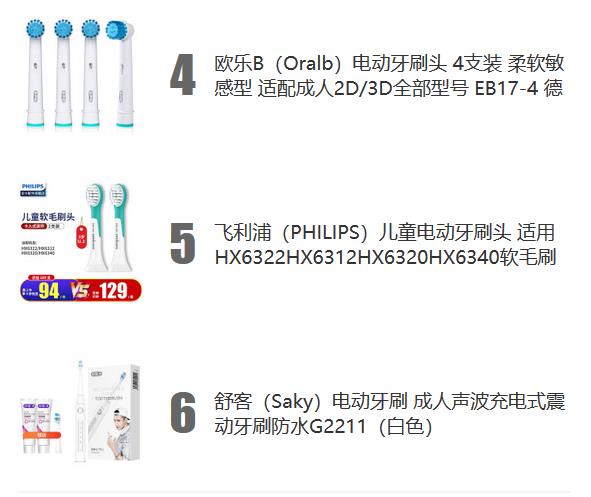 4
欧乐B（Oralb）电动牙刷头 4支装 柔软敏
感型 适配成人2D/3D全部型号 EB17-4 德
PHILIPS
儿童软毛刷头
HX6322/HX6312
HX6320/HX6340
94
VS
129
5
飞利浦（PHILIPS）儿童电动牙刷头 适用
HX6322HX6312HX6320HX6340软毛刷
TOOTHBRUSH
6
舒客（Saky）电动牙刷 成人声波充电式震
动牙刷防水G2211（白色）